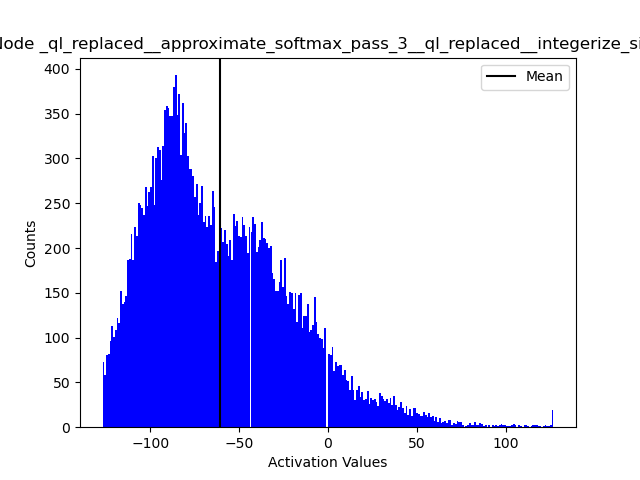 Node _ql_replaced__approximate_softmax_pass_3__ql_replaced__integerize_si
Mean
400
350
300
250
200
150
100
50
0
Counts
−100 −50 0 50 100
Activation Values